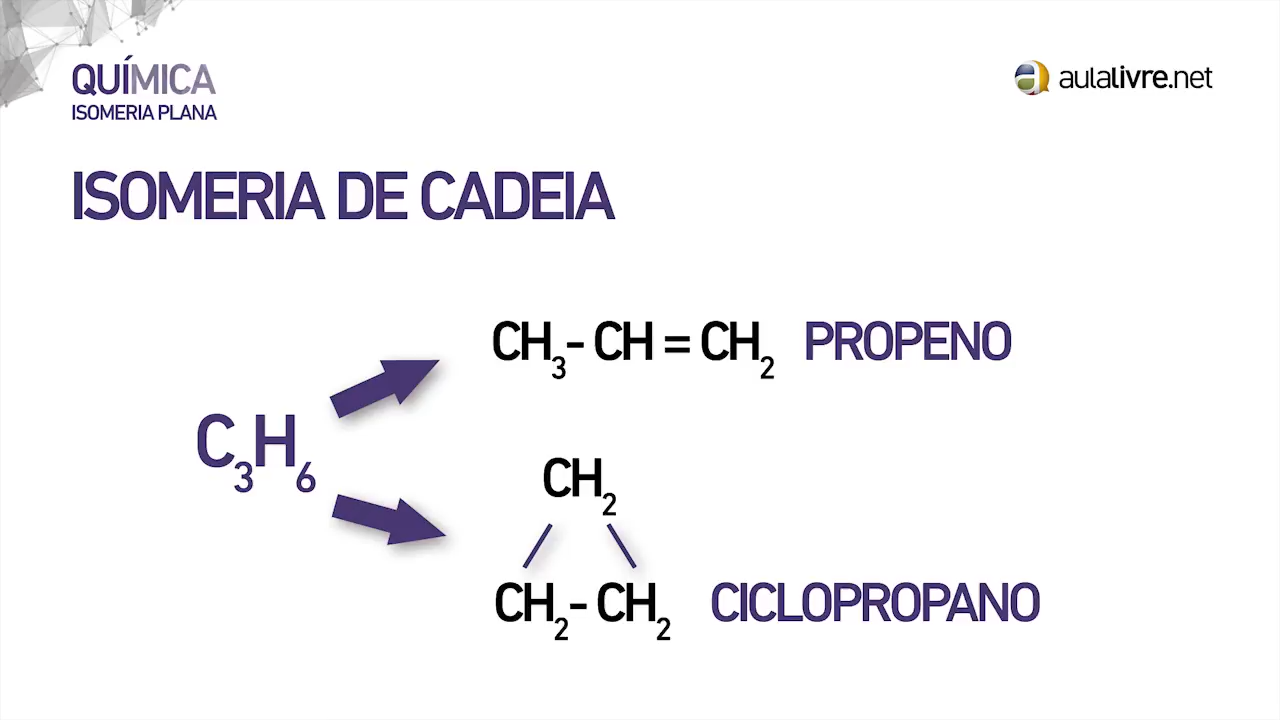 QUÍMICA
ISOMERIA PLANA
aulalivre.net
ISOMERIA DE CADEIA
CH₃- CH = CH₂ PROPENO
C₃H₆
CH₂
CH₂- CH₂ CICLOPROPANO